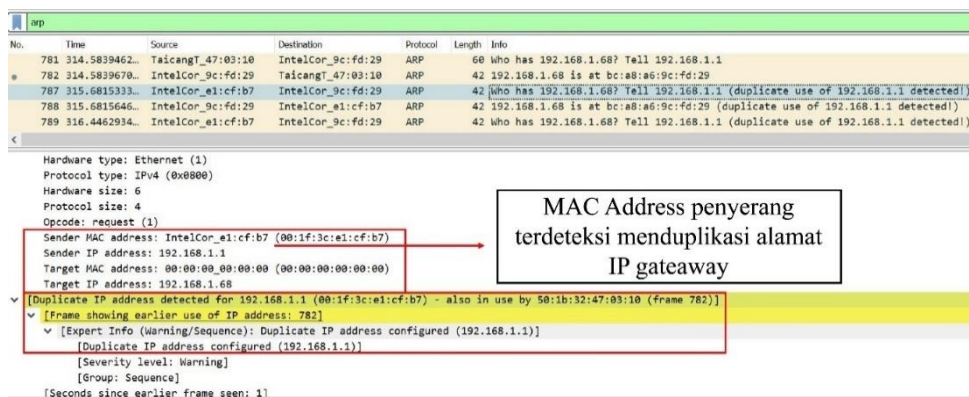 arp
No. Time Source Destination Protocol Length Info
781 314.5839462… TaicangT_47:03:10 IntelCor_9c:fd:29 ARP 60 Who has 192.168.1.68? Tell 192.168.1.1
782 314.5839670… IntelCor_9c:fd:29 TaicangT_47:03:10 ARP 42 192.168.1.68 is at bc:a8:a6:9c:fd:29
787 315.6815333… IntelCor_e1:cf:b7 IntelCor_9c:fd:29 ARP 42 Who has 192.168.1.68? Tell 192.168.1.1 (duplicate use of 192.168.1.1 detected!)
788 315.6815646… IntelCor_9c:fd:29 IntelCor_e1:cf:b7 ARP 42 192.168.1.68 is at bc:a8:a6:9c:fd:29 (duplicate use of 192.168.1.1 detected!)
789 316.4462934… IntelCor_e1:cf:b7 IntelCor_9c:fd:29 ARP 42 Who has 192.168.1.68? Tell 192.168.1.1 (duplicate use of 192.168.1.1 detected!)
Hardware type: Ethernet (1)
Protocol type: IPv4 (0x0800)
Hardware size: 6
Protocol size: 4
Opcode: request (1)
Sender MAC address: IntelCor_e1:cf:b7 (00:1f:3c:e1:cf:b7)
Sender IP address: 192.168.1.1
Target MAC address: 00:00:00_00:00:00 (00:00:00:00:00:00)
Target IP address: 192.168.1.68
MAC Address penyerang
terdeteksi menduplikasi alamat
IP gateaway
[Duplicate IP address detected for 192.168.1.1 (00:1f:3c:e1:cf:b7) - also in use by 50:1b:32:47:03:10 (frame 782)]
[Frame showing earlier use of IP address: 782]
[Expert Info (Warning/Sequence): Duplicate IP address configured (192.168.1.1)]
[Duplicate IP address configured (192.168.1.1)]
[Severity level: Warning]
[Group: Sequence]
[Seconds since earlier frame seen: 1]